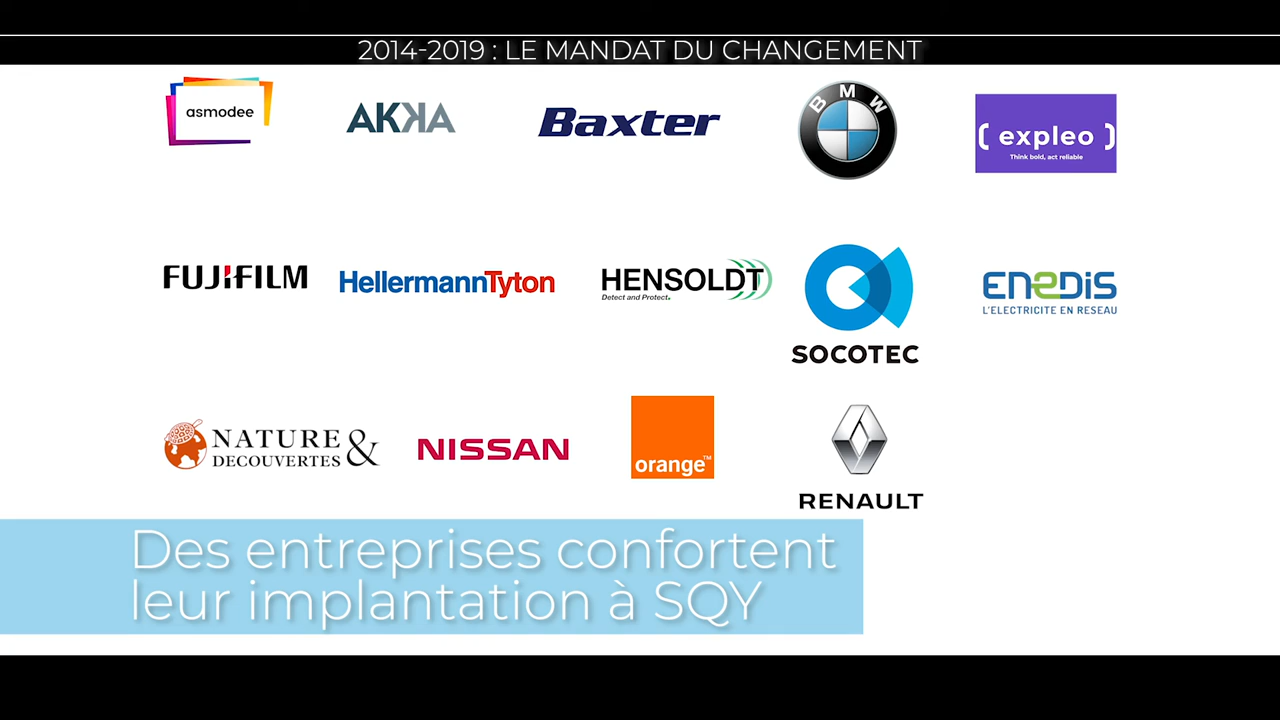 2014-2019 : LE MANDAT DU CHANGEMENT
asmodee
AKKA
Baxter
BMW
( expleo )
Think bold, act reliable
FUJIFILM
HellermannTyton
HENSOLDT
Detect and Protect.
SOCOTEC
ENEDIS
L'ELECTRICITE EN RESEAU
NATURE &
DECOUVERTES
NISSAN
orange™
RENAULT
Des entreprises confortent
leur implantation à SQY